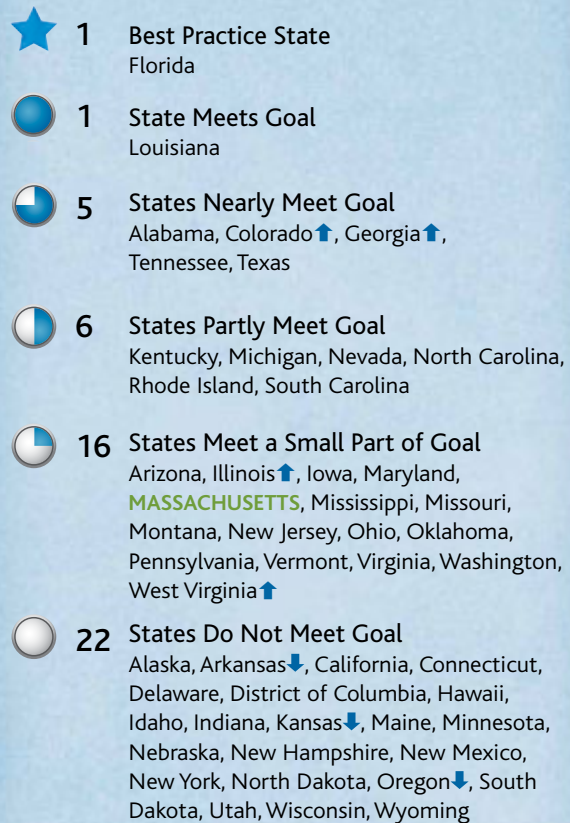 1 Best Practice State
Florida
1 State Meets Goal
Louisiana
5 States Nearly Meet Goal
Alabama, Colorado⬆, Georgia⬆,
Tennessee, Texas
6 States Partly Meet Goal
Kentucky, Michigan, Nevada, North Carolina,
Rhode Island, South Carolina
16 States Meet a Small Part of Goal
Arizona, Illinois⬆, Iowa, Maryland,
MASSACHUSETTS, Mississippi, Missouri,
Montana, New Jersey, Ohio, Oklahoma,
Pennsylvania, Vermont, Virginia, Washington,
West Virginia⬆
22 States Do Not Meet Goal
Alaska, Arkansas⬇, California, Connecticut,
Delaware, District of Columbia, Hawaii,
Idaho, Indiana, Kansas⬇, Maine, Minnesota,
Nebraska, New Hampshire, New Mexico,
New York, North Dakota, Oregon⬇, South
Dakota, Utah, Wisconsin, Wyoming